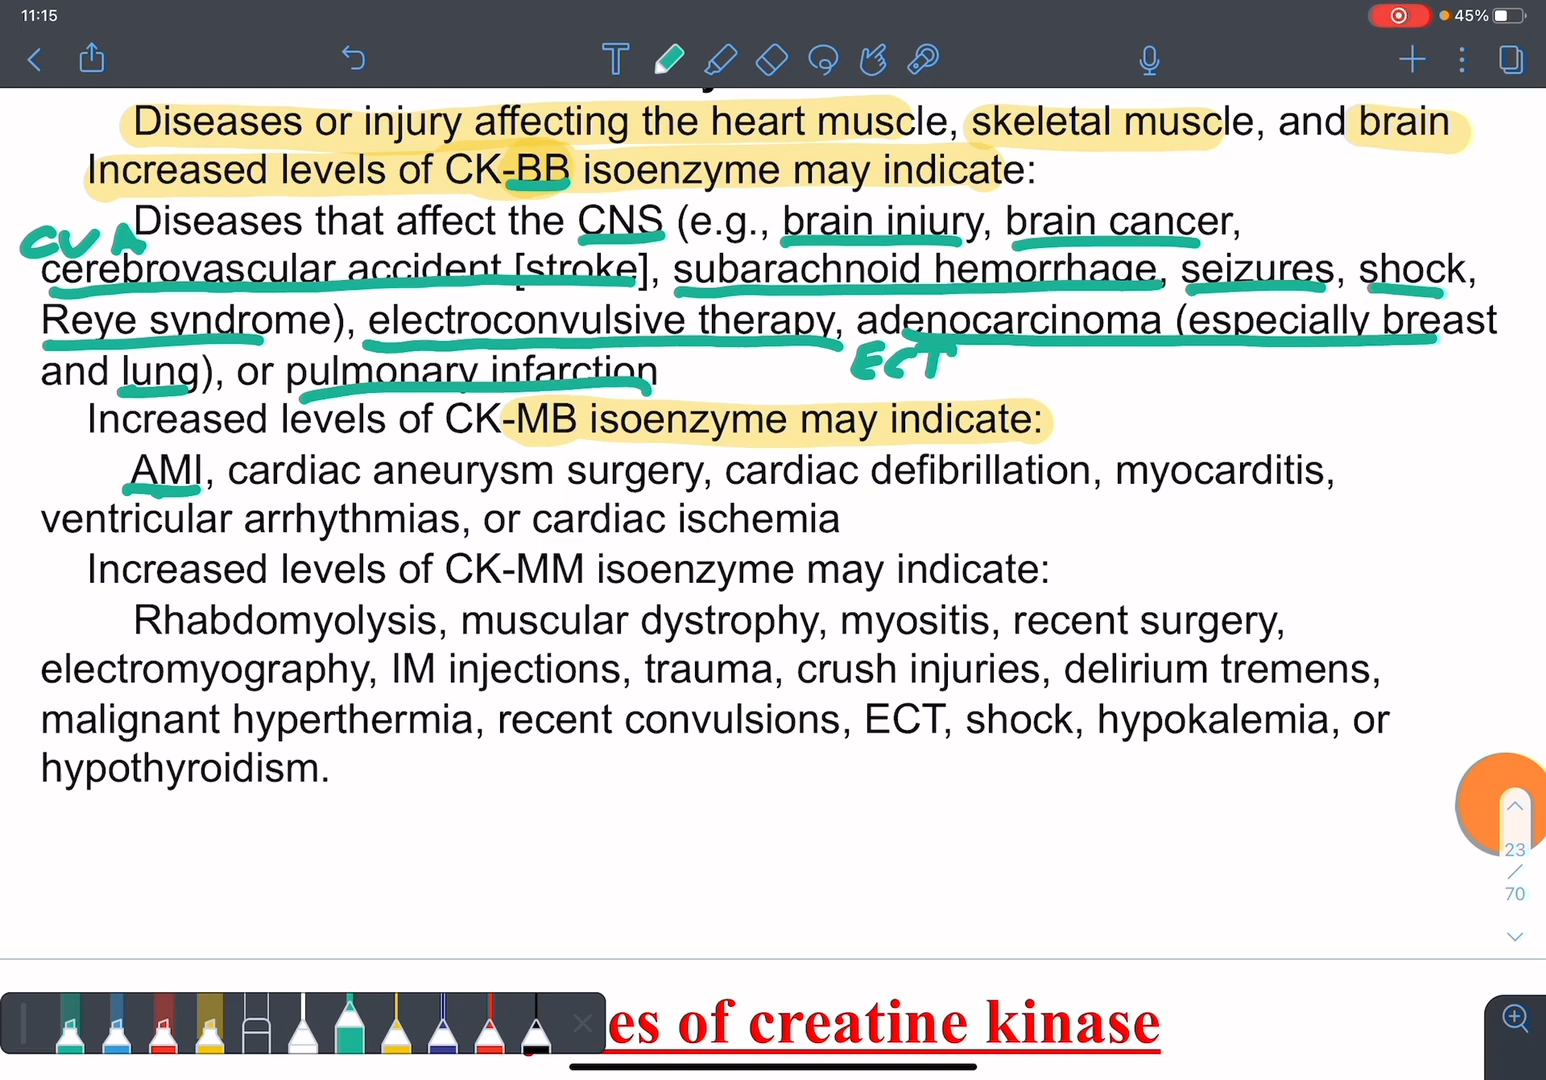 11:15
45%
Diseases or injury affecting the heart muscle, skeletal muscle, and brain
Increased levels of CK-BB isoenzyme may indicate:
Diseases that affect the CNS (e.g., brain injury, brain cancer,
CVA
cerebrovascular accident [stroke], subarachnoid hemorrhage, seizures, shock,
Reye syndrome), electroconvulsive therapy, adenocarcinoma (especially breast
ECT
and lung), or pulmonary infarction
Increased levels of CK-MB isoenzyme may indicate:
AMI, cardiac aneurysm surgery, cardiac defibrillation, myocarditis,
ventricular arrhythmias, or cardiac ischemia
Increased levels of CK-MM isoenzyme may indicate:
Rhabdomyolysis, muscular dystrophy, myositis, recent surgery,
electromyography, IM injections, trauma, crush injuries, delirium tremens,
malignant hyperthermia, recent convulsions, ECT, shock, hypokalemia, or
hypothyroidism.
23
/
70
es of creatine kinase